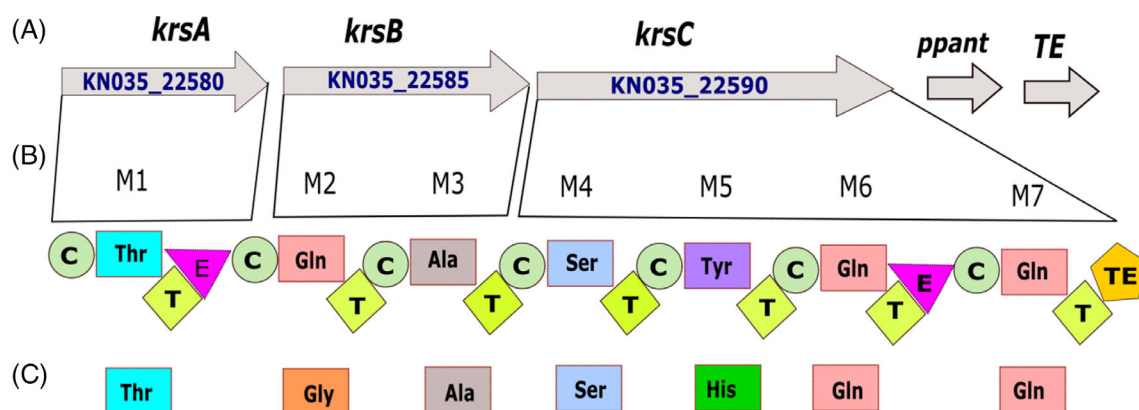 (A) krsA krsB krsC ppant TE
KN035_22580 KN035_22585 KN035_22590
(B) M1 M2 M3 M4 M5 M6 M7
C Thr E C Gln C Ala C Ser C Tyr C Gln E C Gln TE
T T T T T T T
(C) Thr Gly Ala Ser His Gln Gln